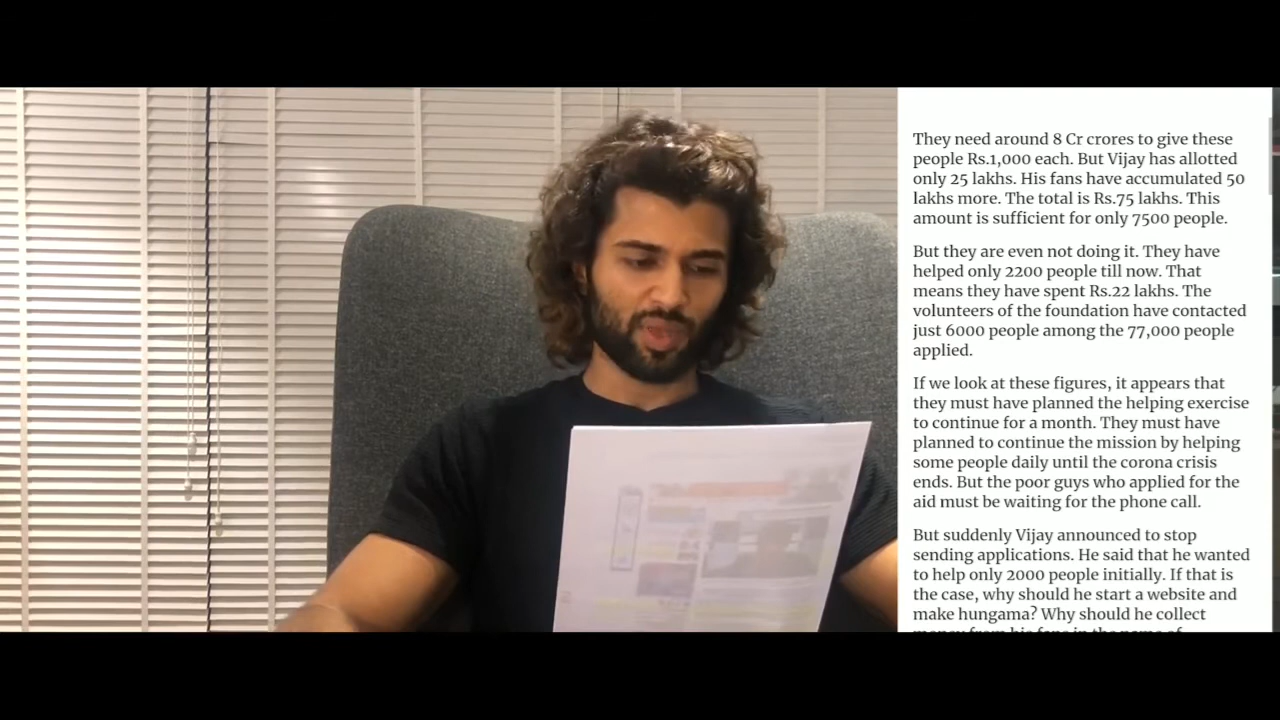 They need around 8 Cr crores to give these
people Rs.1,000 each. But Vijay has allotted
only 25 lakhs. His fans have accumulated 50
lakhs more. The total is Rs.75 lakhs. This
amount is sufficient for only 7500 people.
But they are even not doing it. They have
helped only 2200 people till now. That
means they have spent Rs.22 lakhs. The
volunteers of the foundation have contacted
just 6000 people among the 77,000 people
applied.
If we look at these figures, it appears that
they must have planned the helping exercise
to continue for a month. They must have
planned to continue the mission by helping
some people daily until the corona crisis
ends. But the poor guys who applied for the
aid must be waiting for the phone call.
But suddenly Vijay announced to stop
sending applications. He said that he wanted
to help only 2000 people initially. If that is
the case, why should he start a website and
make hungama? Why should he collect
money from his fans in the name of